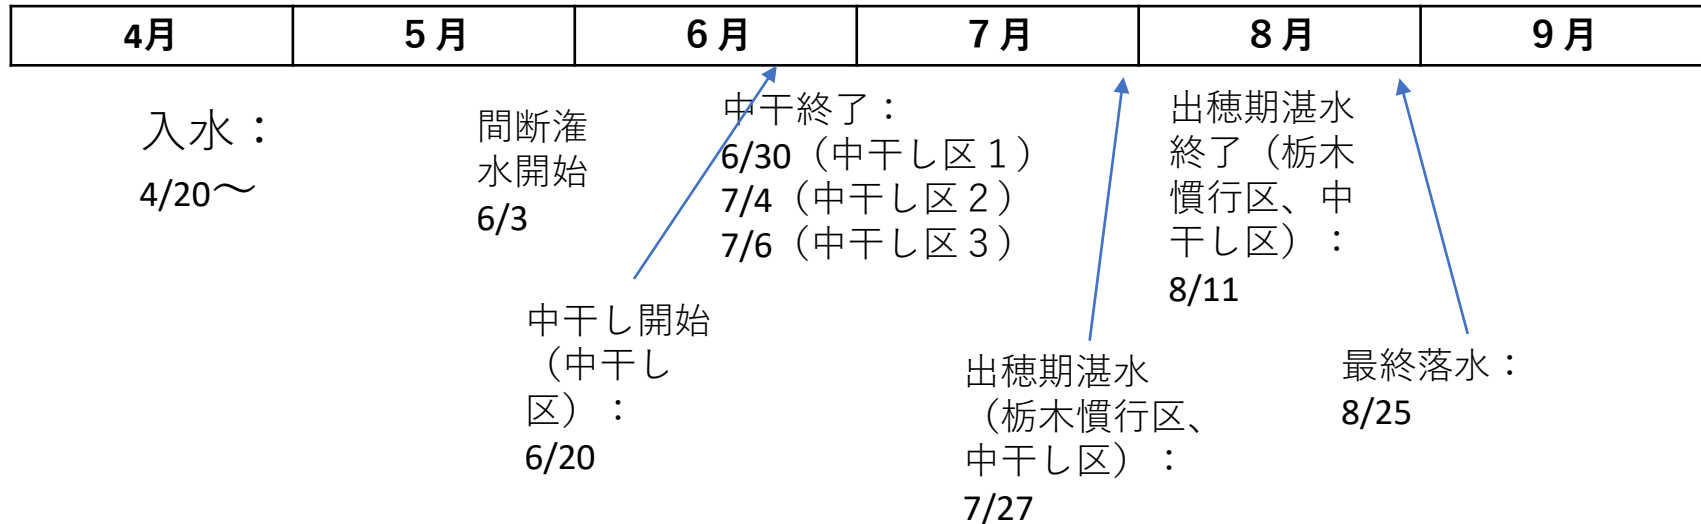 4月 5月 6月 7月 8月 9月
入水：
4/20～
間断潅
水開始
6/3
中干終了：
6/30（中干し区１）
7/4（中干し区２）
7/6（中干し区３）
出穂期湛水
終了（栃木
慣行区、中
干し区）：
8/11
中干し開始
（中干し
区）：
6/20
出穂期湛水
（栃木慣行区、
中干し区）：
7/27
最終落水：
8/25